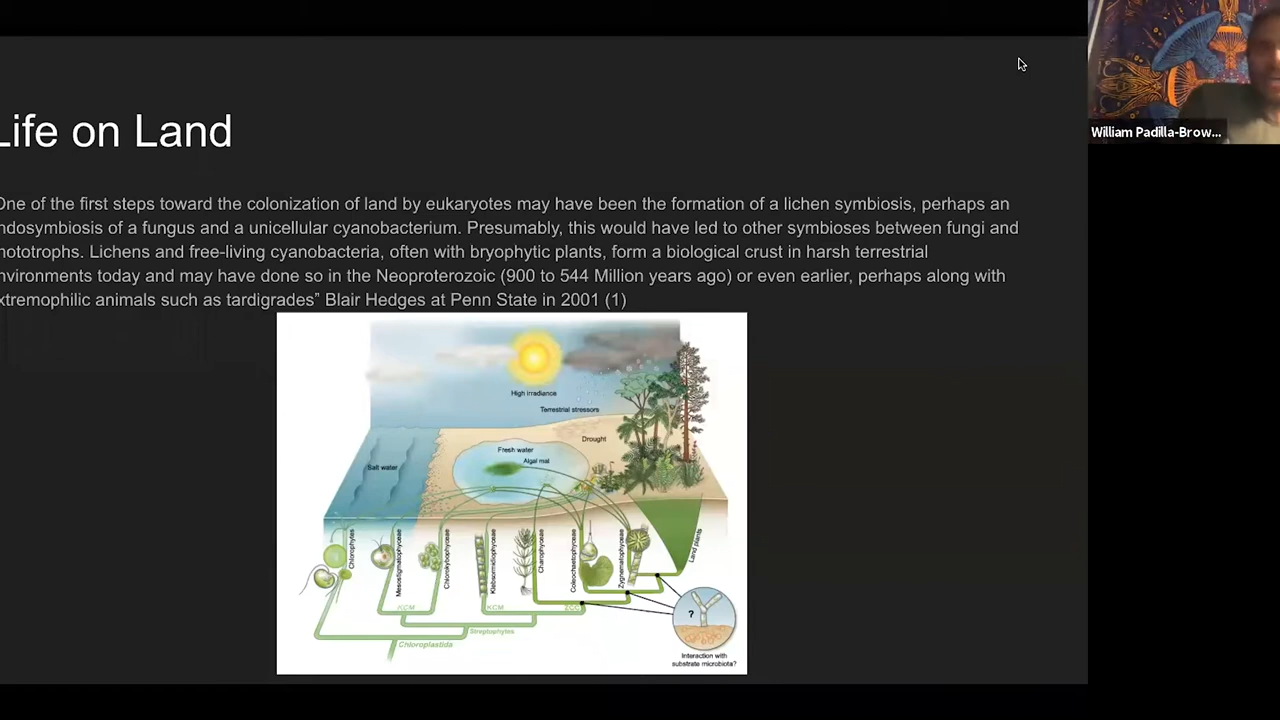 Life on Land
William Padilla-Brow...
One of the first steps toward the colonization of land by eukaryotes may have been the formation of a lichen symbiosis, perhaps an
ndosymbiosis of a fungus and a unicellular cyanobacterium. Presumably, this would have led to other symbioses between fungi and
hototrophs. Lichens and free-living cyanobacteria, often with bryophytic plants, form a biological crust in harsh terrestrial
nvironments today and may have done so in the Neoproterozoic (900 to 544 Million years ago) or even earlier, perhaps along with
xtremophilic animals such as tardigrades” Blair Hedges at Penn State in 2001 (1)
High irradiance
Terrestrial stressors
Drought
Fresh water
Algal mat
Salt water
Chlorophytes
Mesostigmatophyceae
Chlorokybophyceae
Klebsormidiophyceae
Charophyceae
Coleochaetophyceae
Zygnematophyceae
Land plants
KCM
KCM
ZCC
?
Streptophytes
Chloroplastida
Interaction with
substrate microbiota?